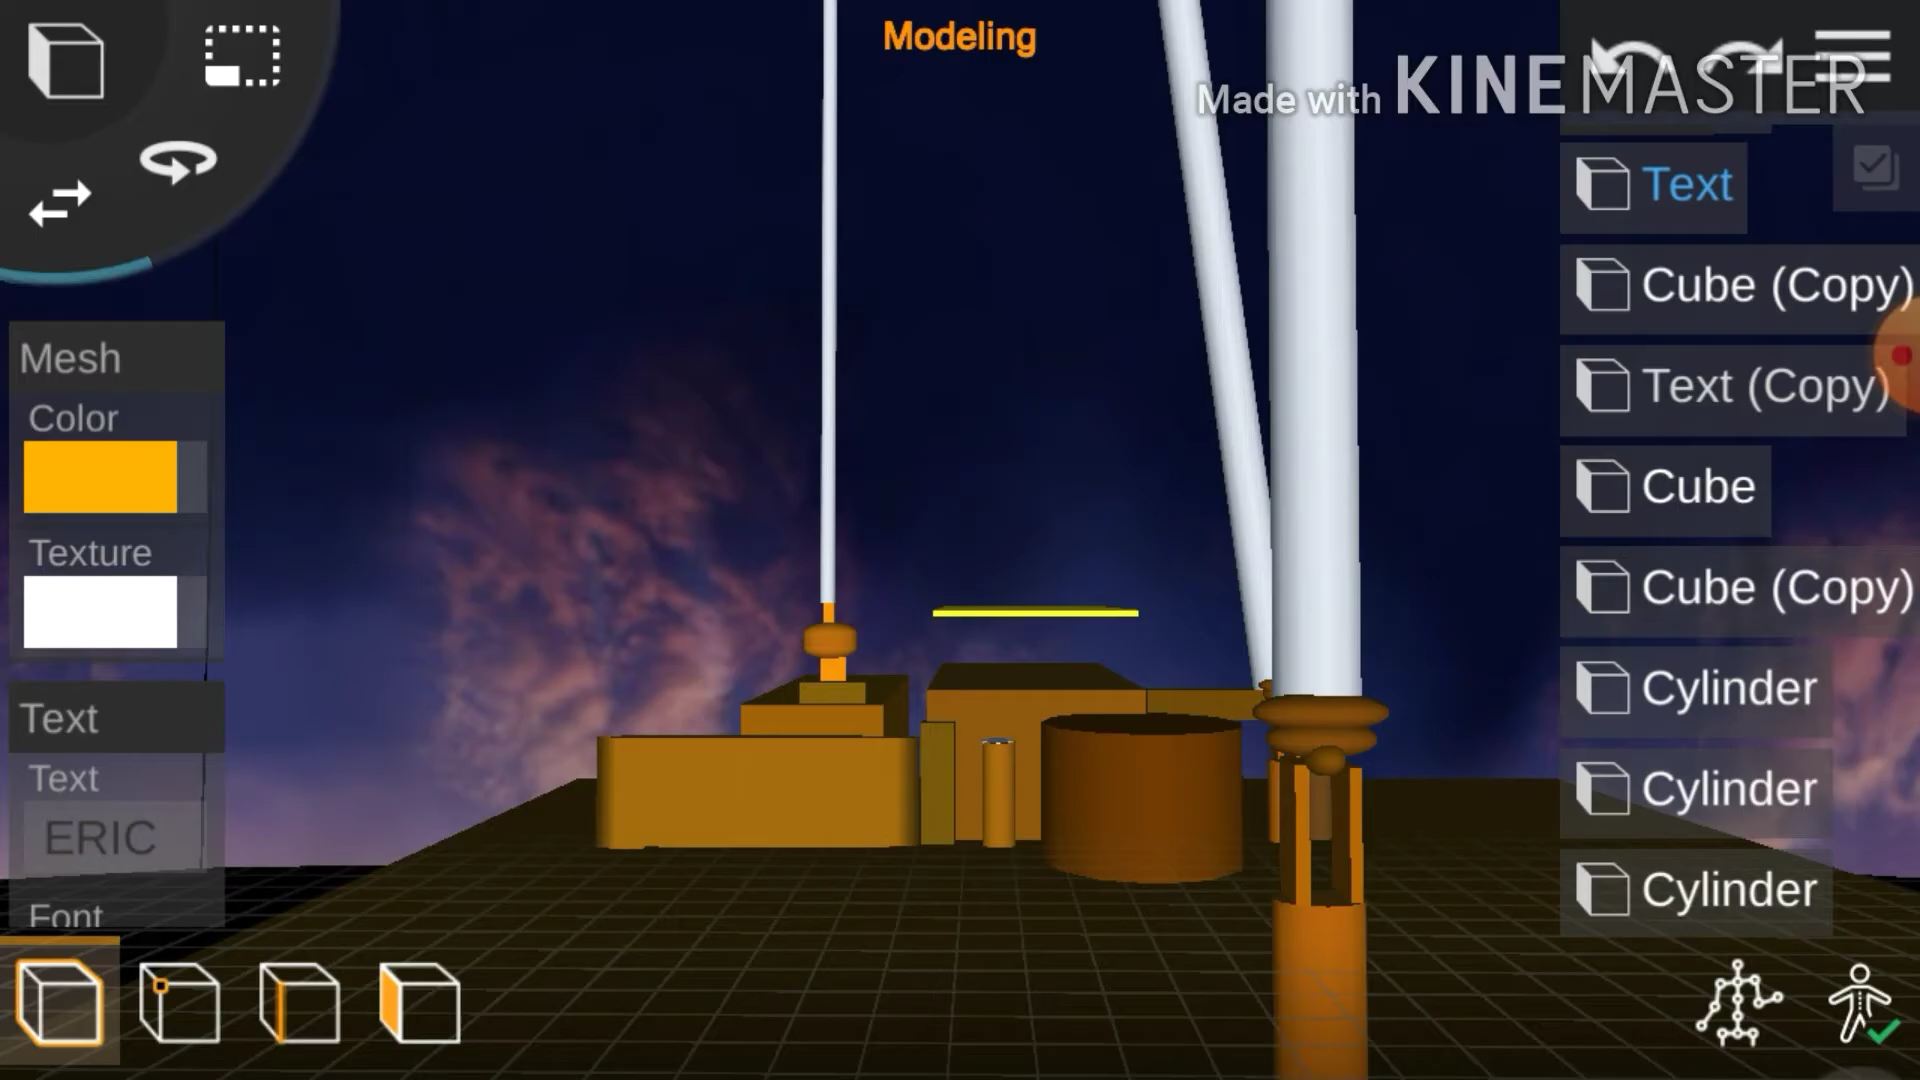 Modeling
Made with KINEMASTER
Text
Cube (Copy)
Text (Copy)
Cube
Cube (Copy)
Cylinder
Cylinder
Cylinder
Mesh
Color
Texture
Text
Text
ERIC
Font